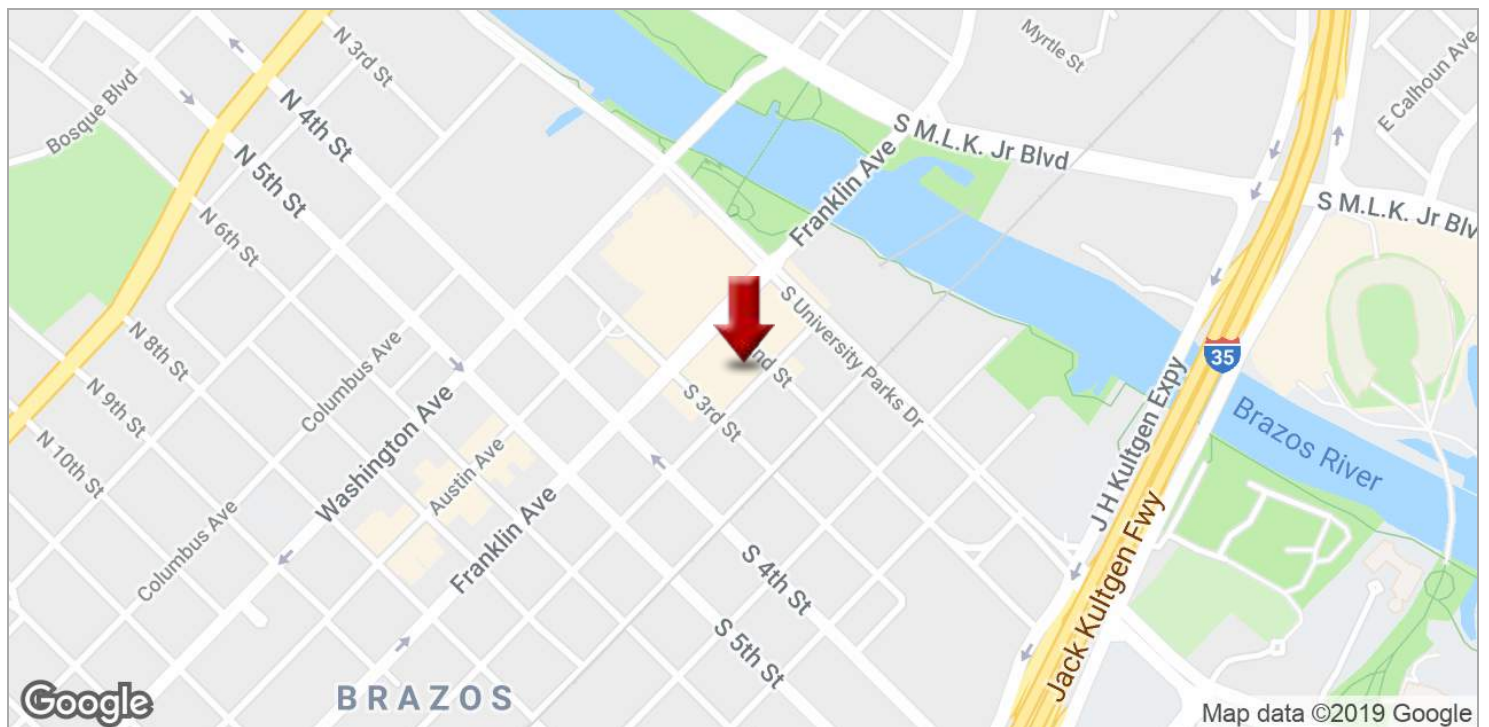 N 3rd St
Myrtle St
E Calhoun Ave
Bosque Blvd
N 4th St
S M.L.K. Jr Blvd
N 5th St
Franklin Ave
S M.L.K. Jr Blv
N 6th St
S University Parks Dr
2nd St
35
N 8th St
Columbus Ave
J H Kultgen Expy
N 9th St
S 3rd St
Brazos River
Washington Ave
Austin Ave
N 10th St
Franklin Ave
Columbus Ave
S 4th St
Jack Kultgen Fwy
S 5th St
Google
BRAZOS
Map data ©2019 Google